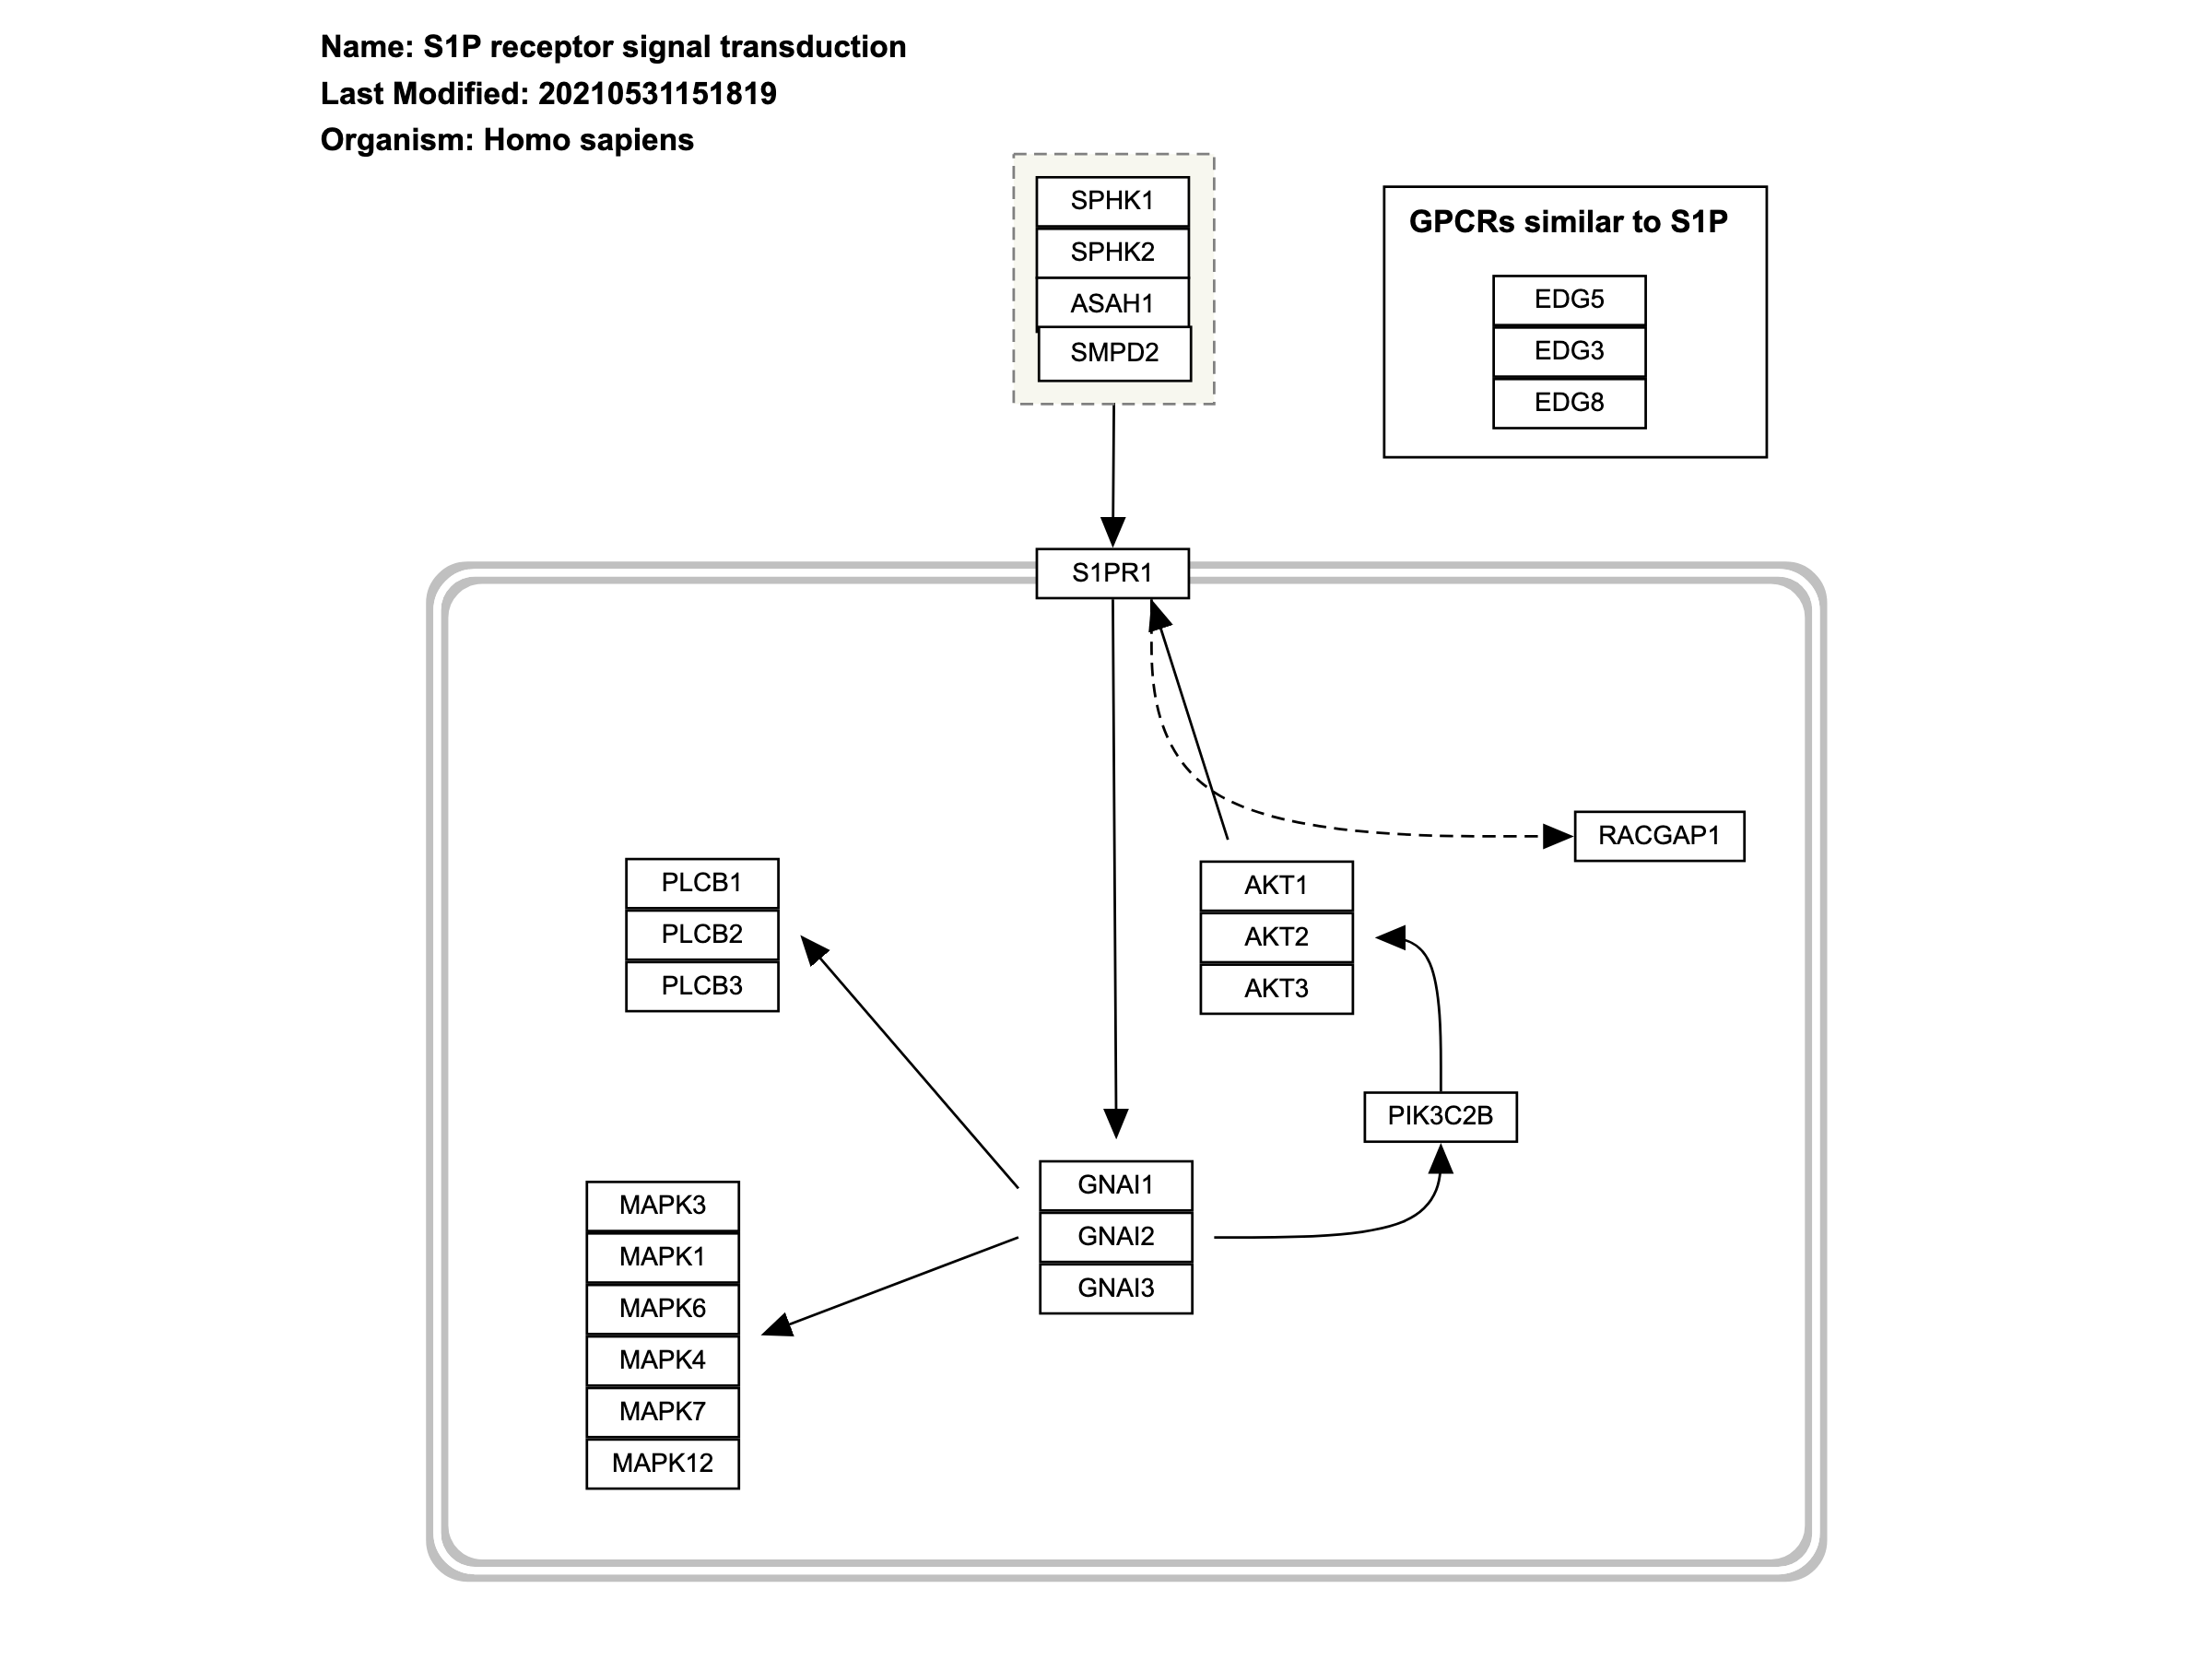 Name: S1P receptor signal transduction
Last Modified: 20210531151819
Organism: Homo sapiens
SPHK1
SPHK2
ASAH1
SMPD2
GPCRs similar to S1P
EDG5
EDG3
EDG8
S1PR1
RACGAP1
PLCB1
PLCB2
PLCB3
AKT1
AKT2
AKT3
PIK3C2B
GNAI1
GNAI2
GNAI3
MAPK3
MAPK1
MAPK6
MAPK4
MAPK7
MAPK12